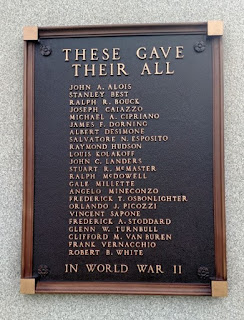 THESE GAVE
THEIR ALL
JOHN A. ALOIS
STANLEY BEST
RALPH R. BOUCK
JOSEPH CAIAZZO
MICHAEL A. CIPRIANO
JAMES F. DORNING
ALBERT DESIMONE
SALVATORE N. ESPOSITO
RAYMOND HUDSON
LOUIS KOLAKOFF
JOHN C. LANDERS
STUART R. McMASTER
RALPH McDOWELL
GALE MILLETTE
ANGELO MINECONZO
FREDERICK T. OSBONLIGHTER
ORLANDO J. PICOZZI
VINCENT SAPONE
FREDERICK A. STODDARD
GLENN W. TURNBULL
CLIFFORD M. VAN BUREN
FRANK VERNACCHIO
ROBERT B. WHITE
IN WORLD WAR II